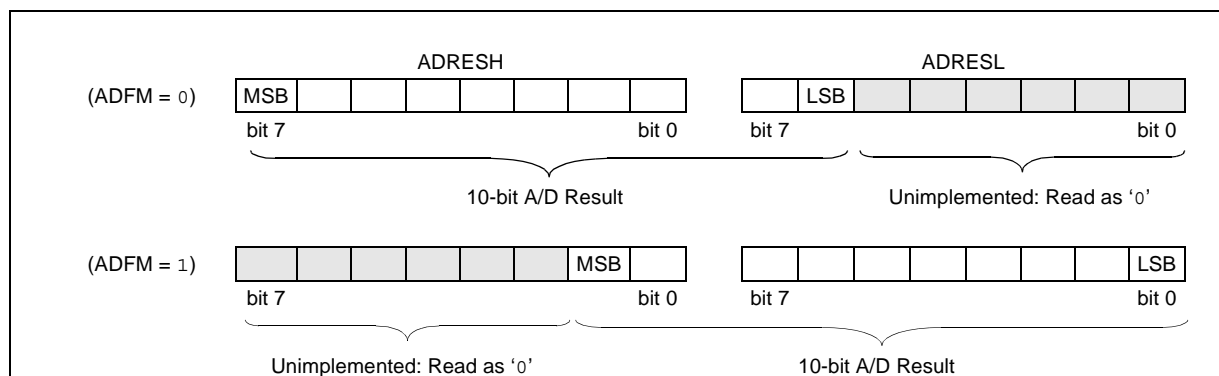 ADRESH ADRESL
(ADFM = 0) MSB LSB
bit 7 bit 0 bit 7 bit 0
10-bit A/D Result Unimplemented: Read as ‘0’
(ADFM = 1) MSB LSB
bit 7 bit 0 bit 7 bit 0
Unimplemented: Read as ‘0’ 10-bit A/D Result